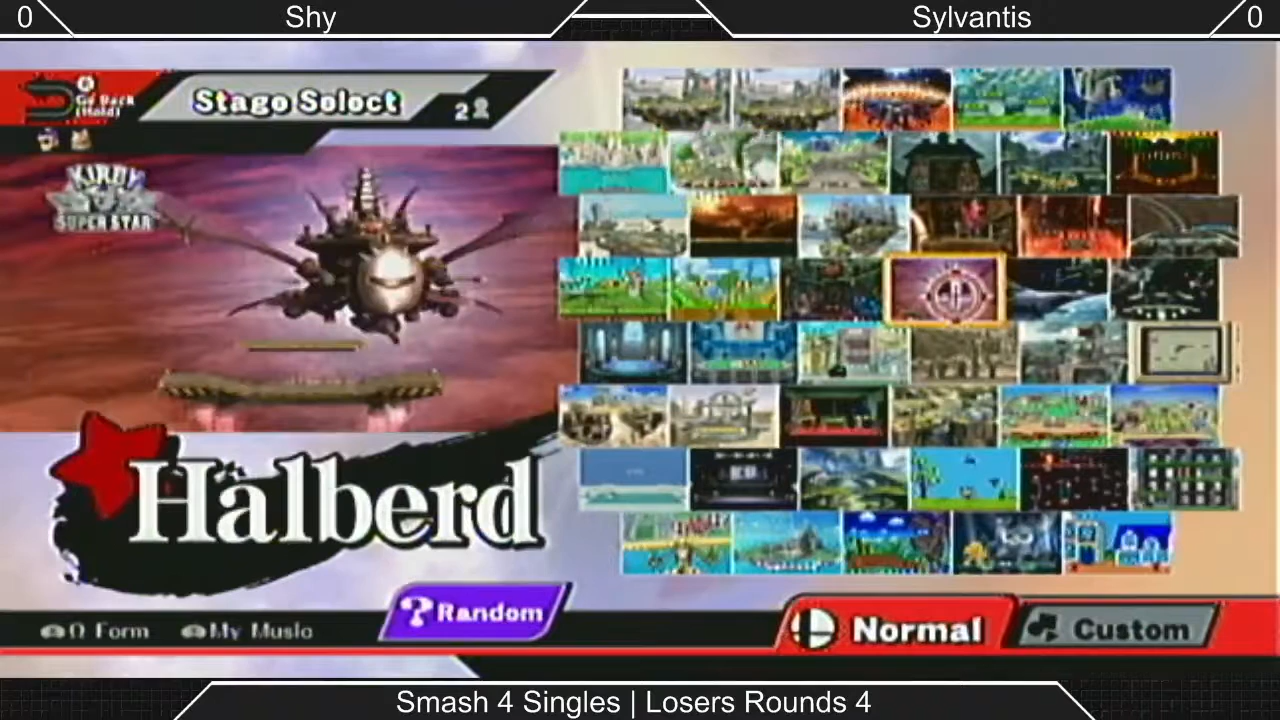 0 Shy Sylvantis 0
Go Back
(Hold)
Stage Select 2
KIRBY
SUPER STAR
Halberd
Random
Ω Form My Music
Normal Custom
Smash 4 Singles | Losers Rounds 4